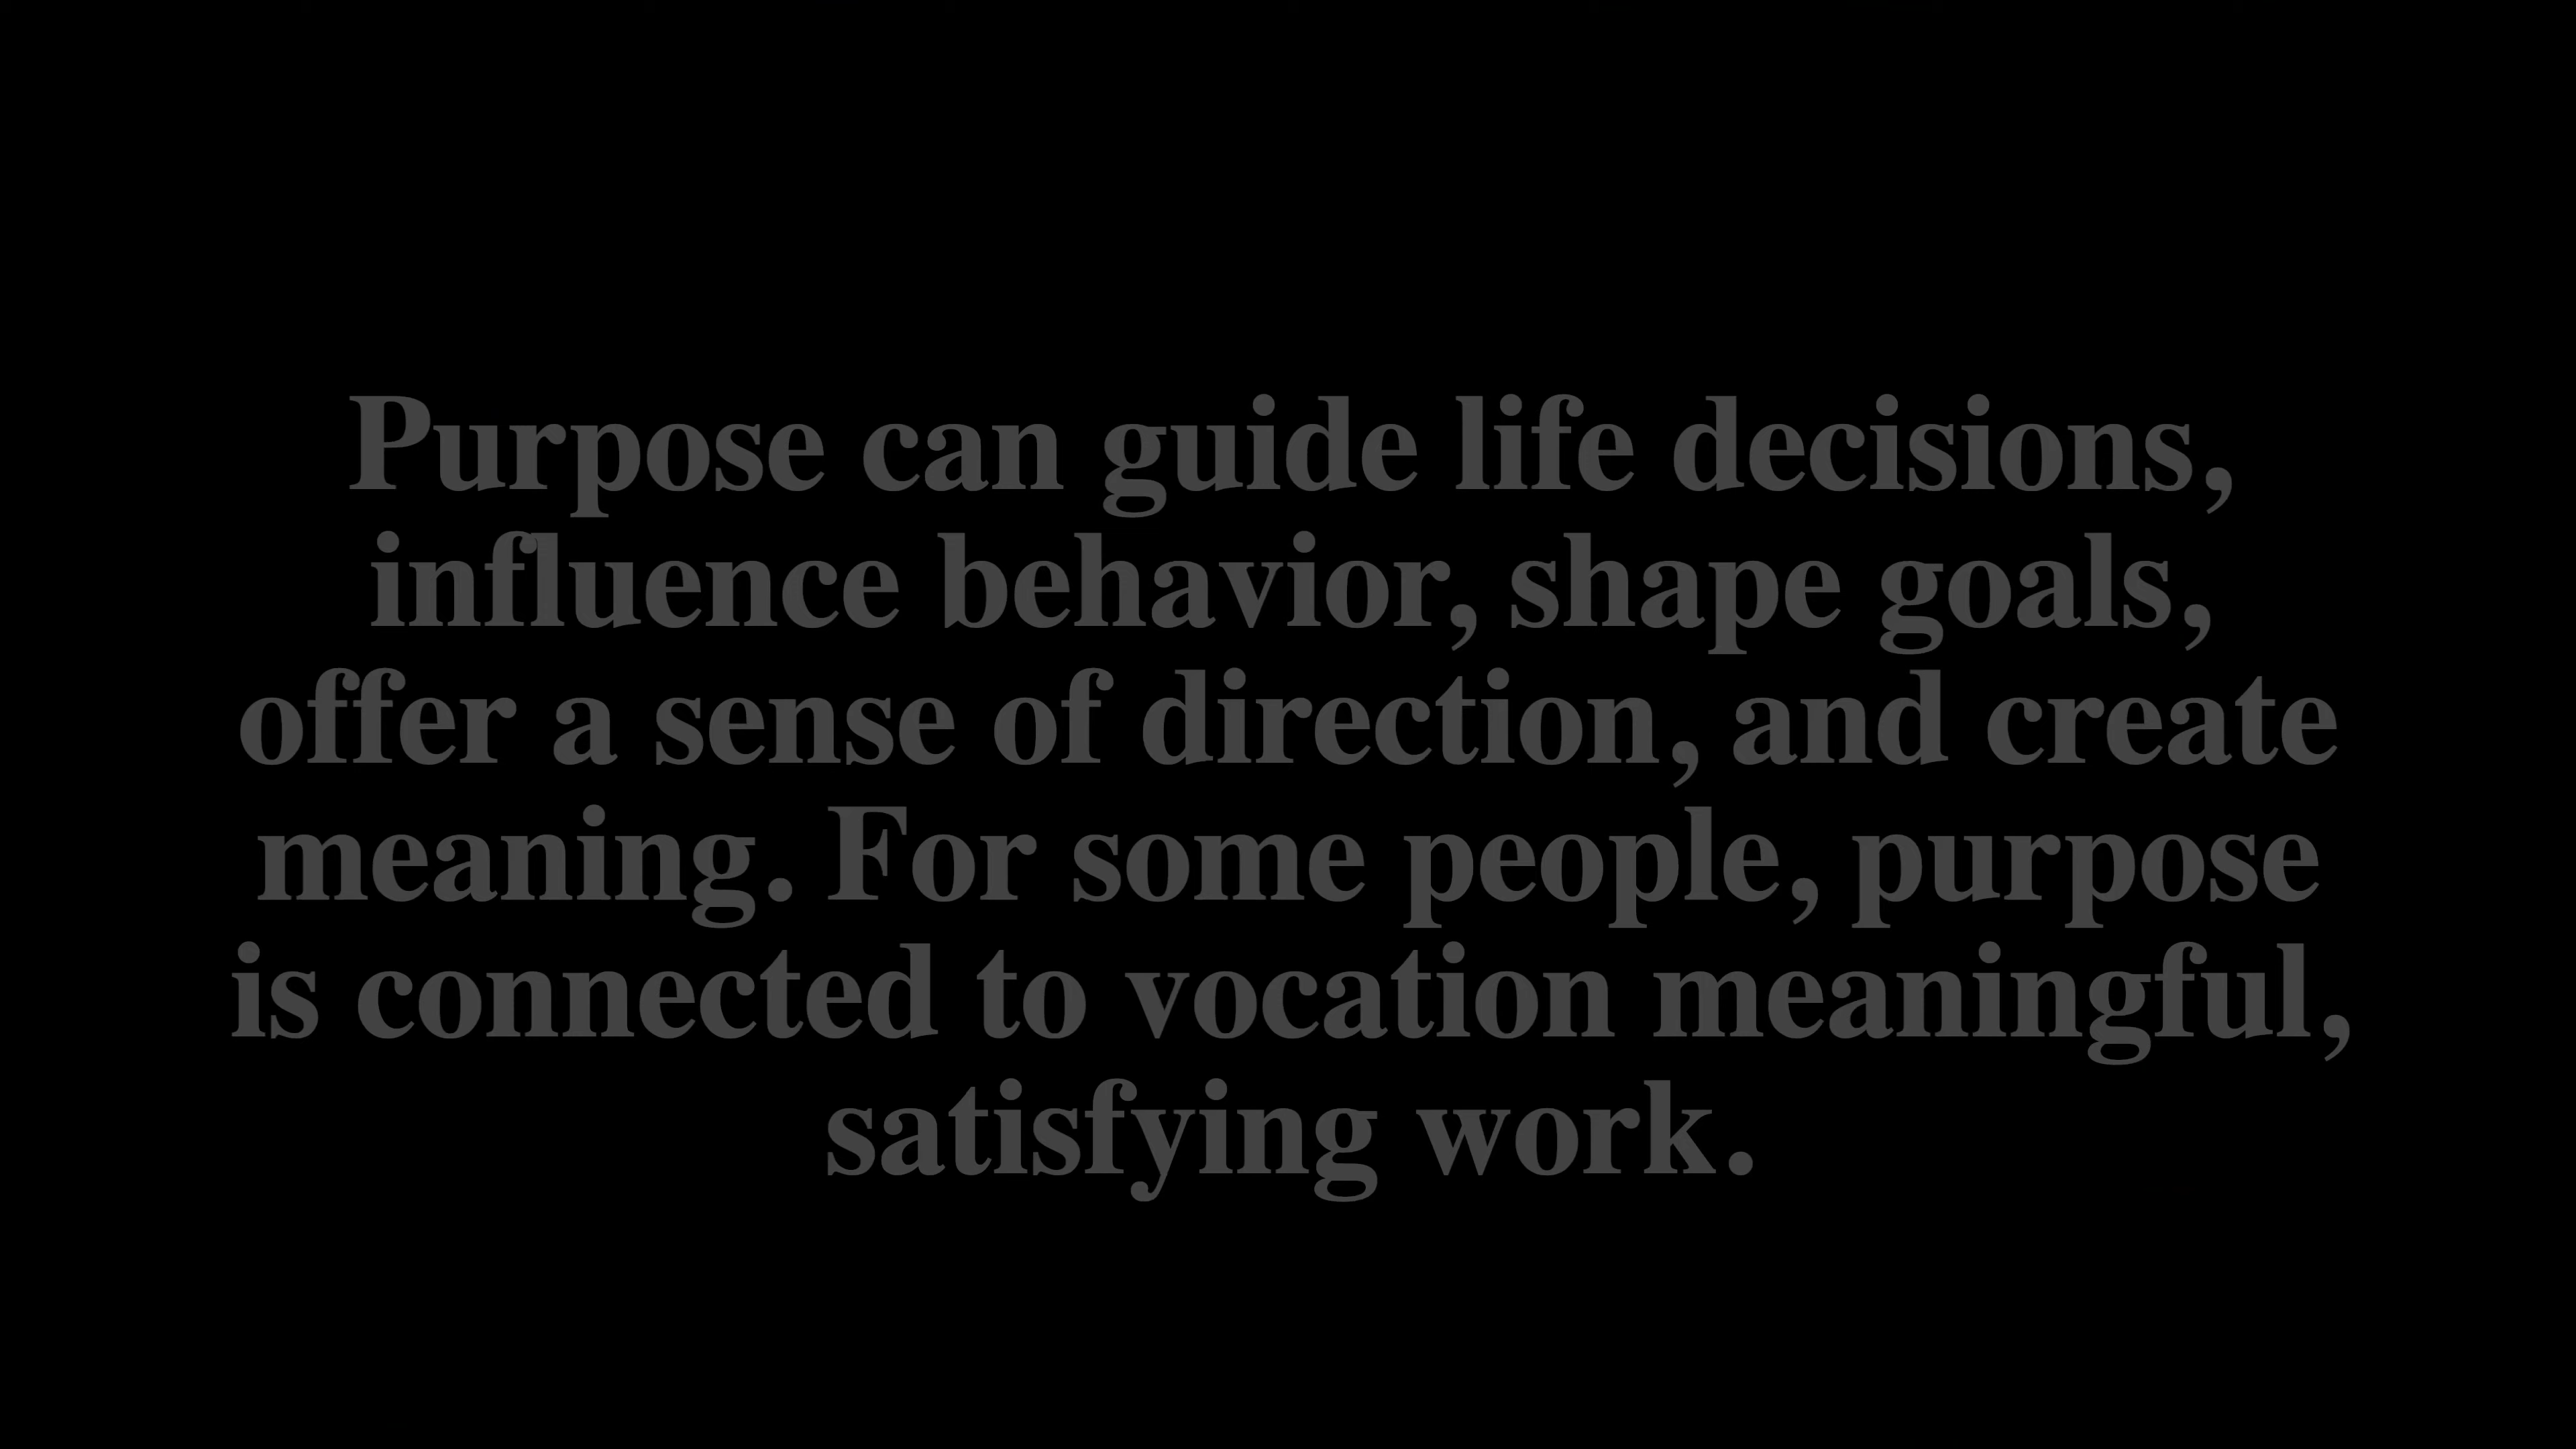 Purpose can guide life decisions,
influence behavior, shape goals,
offer a sense of direction, and create
meaning. For some people, purpose
is connected to vocation meaningful,
satisfying work.